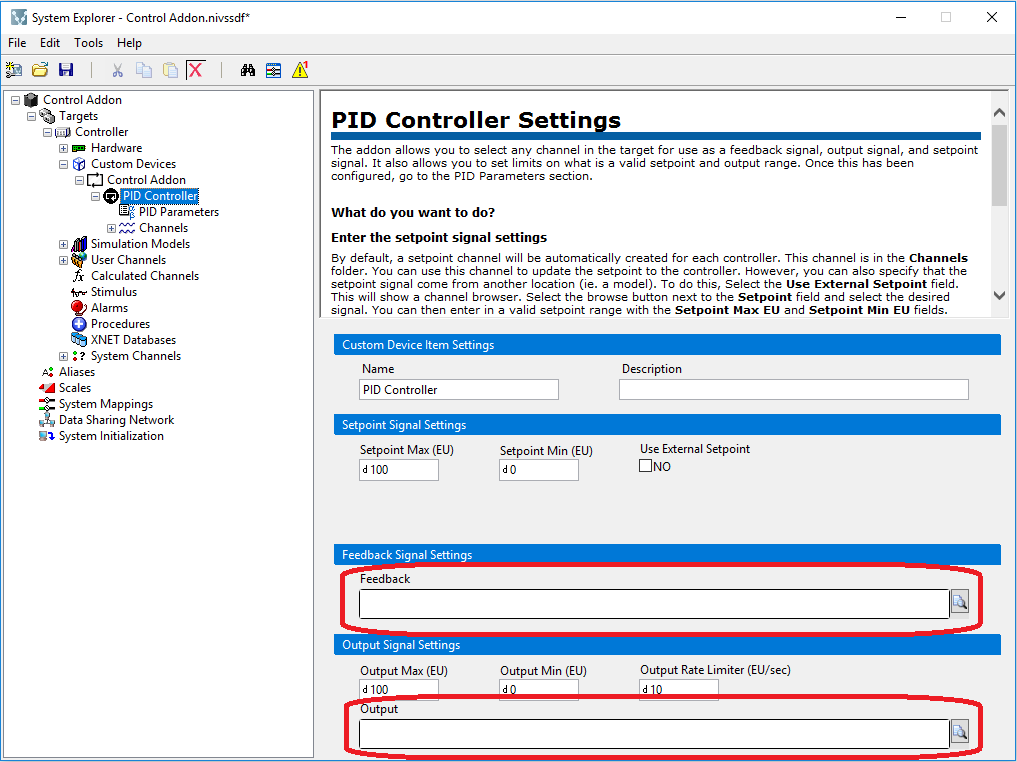 System Explorer - Control Addon.nivssdf*
File Edit Tools Help
Control Addon
Targets
Controller
Hardware
Custom Devices
Control Addon
PID Controller
PID Parameters
Channels
Simulation Models
User Channels
Calculated Channels
Stimulus
Alarms
Procedures
XNET Databases
System Channels
Aliases
Scales
System Mappings
Data Sharing Network
System Initialization
PID Controller Settings
The addon allows you to select any channel in the target for use as a feedback signal, output signal, and setpoint
signal. It also allows you to set limits on what is a valid setpoint and output range. Once this has been
configured, go to the PID Parameters section.
What do you want to do?
Enter the setpoint signal settings
By default, a setpoint channel will be automatically created for each controller. This channel is in the Channels
folder. You can use this channel to update the setpoint to the controller. However, you can also specify that the
setpoint signal come from another location (ie. a model). To do this, Select the Use External Setpoint field.
This will show a channel browser. Select the browse button next to the Setpoint field and select the desired
signal. You can then enter in a valid setpoint range with the Setpoint Max EU and Setpoint Min EU fields.
Custom Device Item Settings
Name Description
PID Controller
Setpoint Signal Settings
Setpoint Max (EU) Setpoint Min (EU) Use External Setpoint
d 100 d 0 NO
Feedback Signal Settings
Feedback
Output Signal Settings
Output Max (EU) Output Min (EU) Output Rate Limiter (EU/sec)
d 100 d 0 d 10
Output